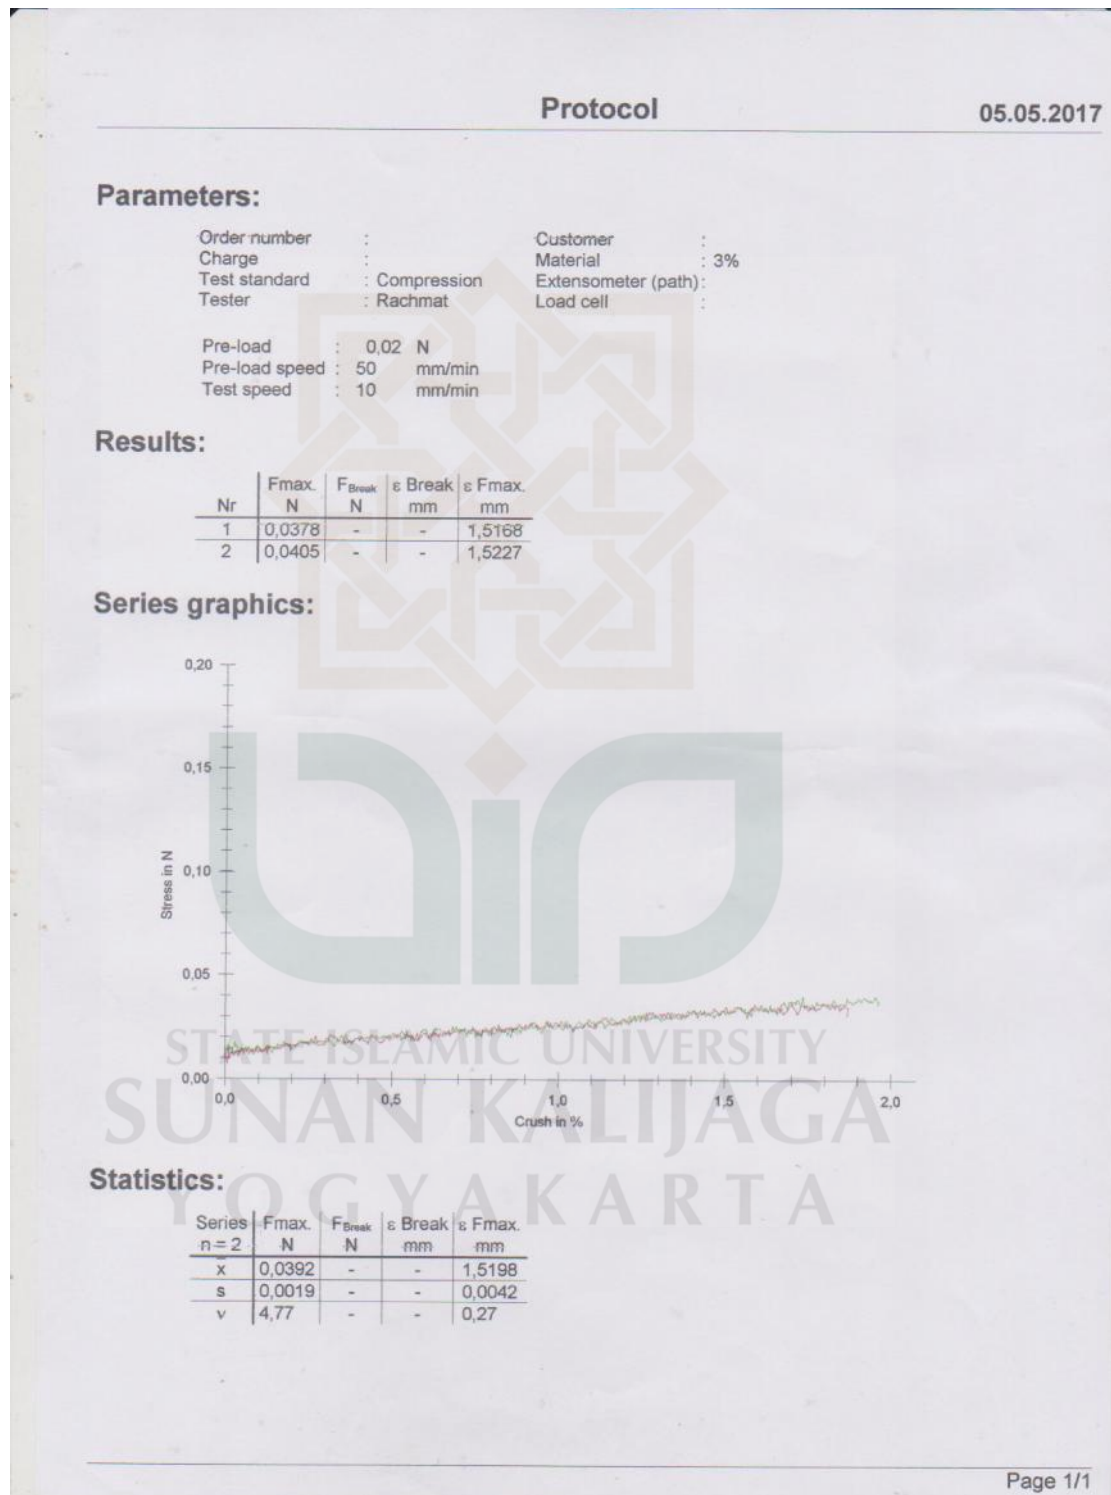 Protocol 05.05.2017
Parameters:
Order number : Customer :
Charge : Material : 3%
Test standard : Compression Extensometer (path):
Tester : Rachmat Load cell :
Pre-load : 0,02 N
Pre-load speed : 50 mm/min
Test speed : 10 mm/min
Results:
Fmax. FBreak ε Break ε Fmax.
Nr N N mm mm
1 0,0378 - - 1,5168
2 0,0405 - - 1,5227
Series graphics:
0,20
0,15
0,10
Stress in N
0,05
0,00
0,0 0,5 1,0 1,5 2,0
Crush in %
STATE ISLAMIC UNIVERSITY
SUNAN KALIJAGA
YOGYAKARTA
Statistics:
Series Fmax. FBreak ε Break ε Fmax.
n = 2 N N mm mm
x̄ 0,0392 - - 1,5198
s 0,0019 - - 0,0042
ν 4,77 - - 0,27
Page 1/1